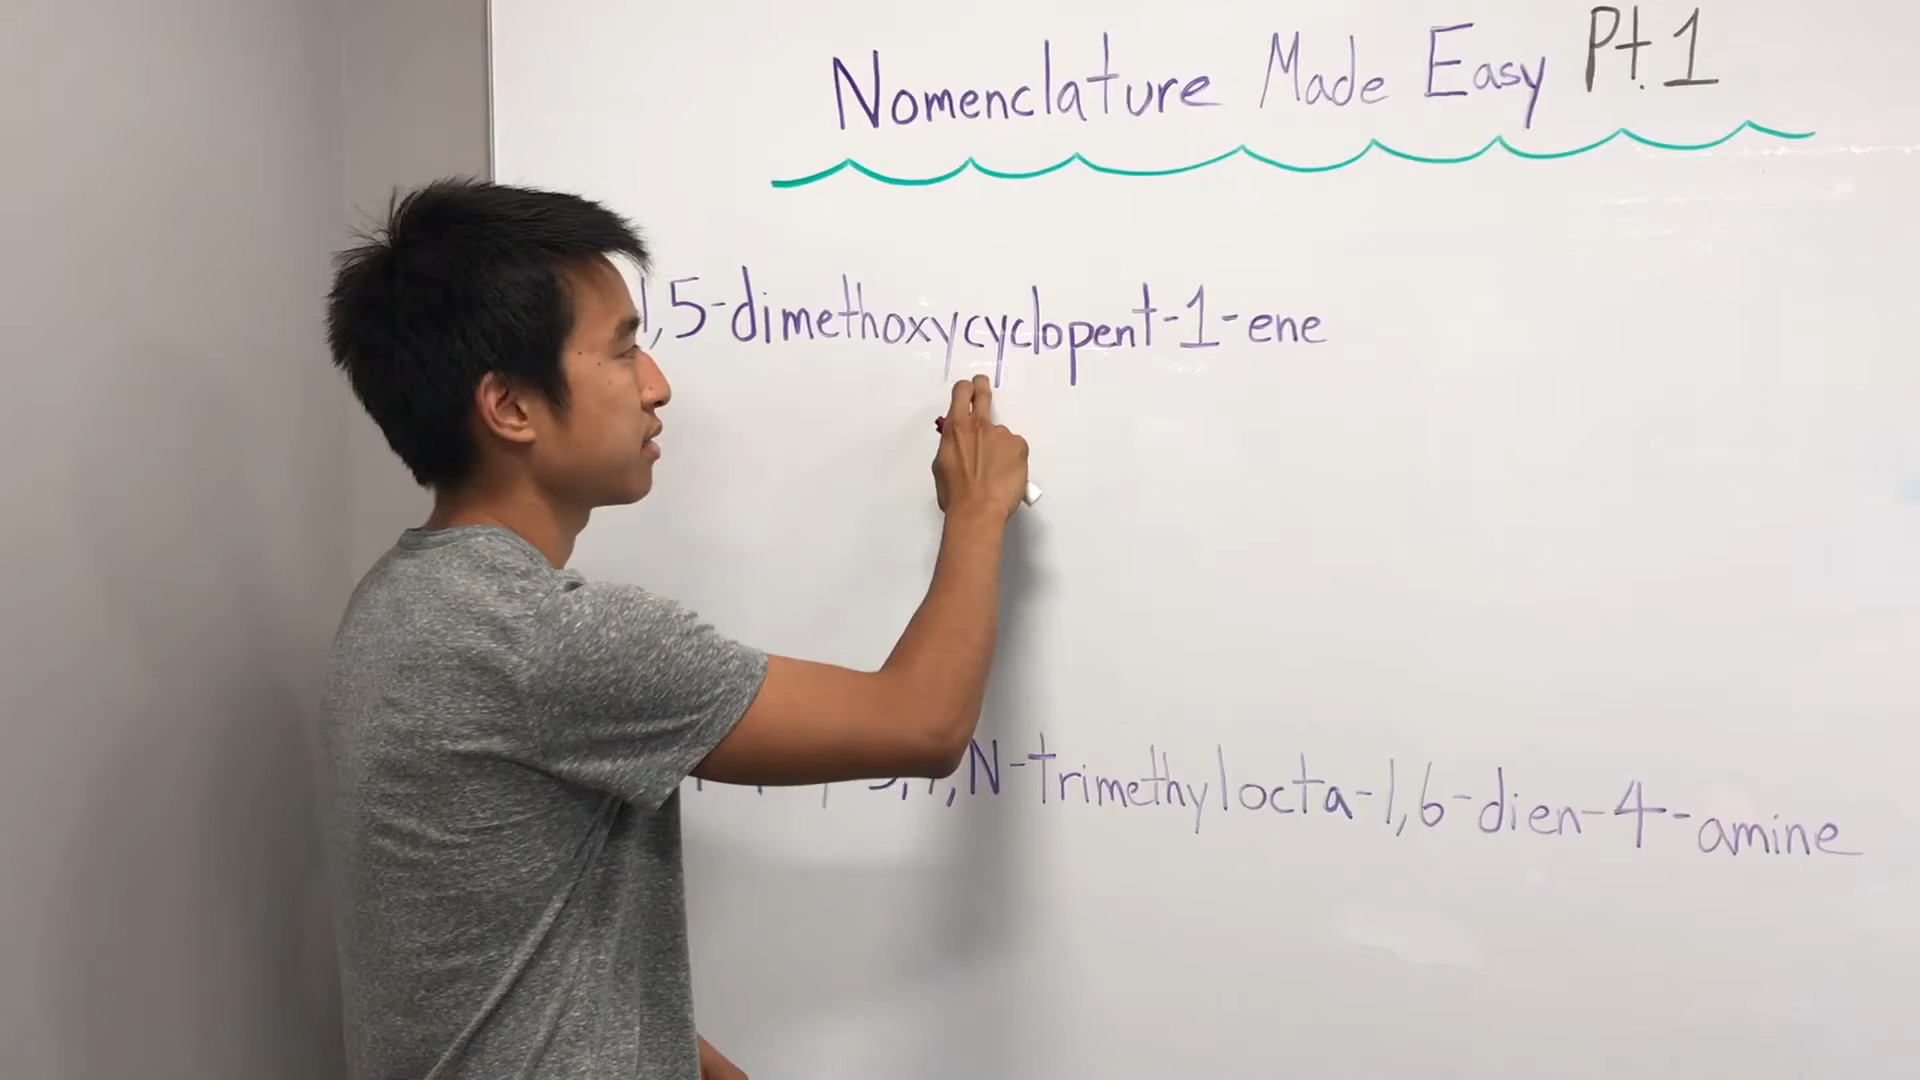 Nomenclature Made Easy Pt.1
1,5-dimethoxycyclopent-1-ene
N-trimethylocta-1,6-dien-4-amine